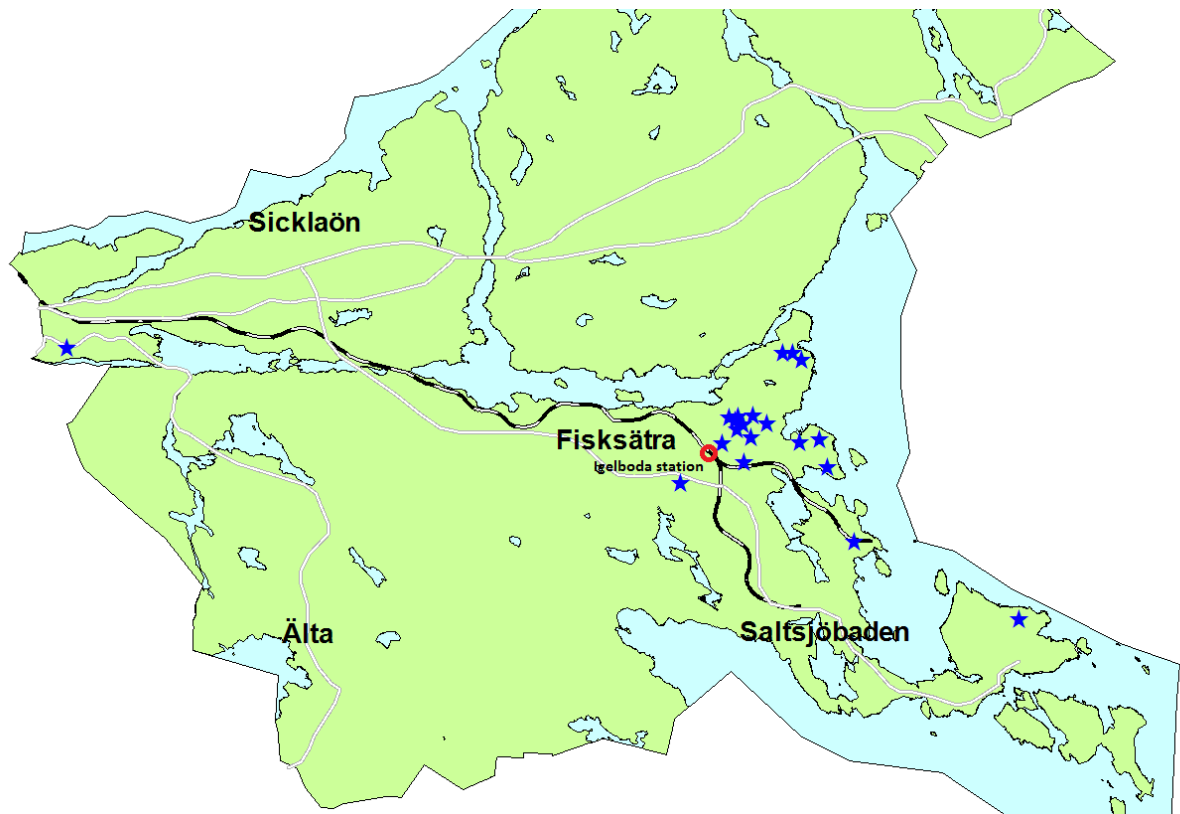 Sicklaön
Fisksätra
Igelboda station
Älta
Saltsjöbaden